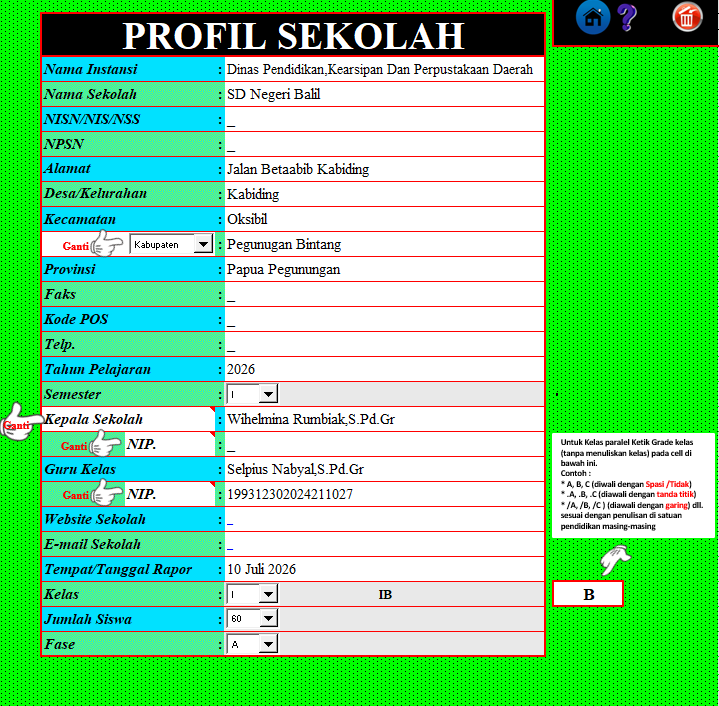 PROFIL SEKOLAH
Nama Instansi : Dinas Pendidikan,Kearsipan Dan Perpustakaan Daerah
Nama Sekolah : SD Negeri Balil
NISN/NIS/NSS : _
NPSN : _
Alamat : Jalan Betaabib Kabiding
Desa/Kelurahan : Kabiding
Kecamatan : Oksibil
Ganti Kabupaten : Pegunugan Bintang
Provinsi : Papua Pegunungan
Faks : _
Kode POS : _
Telp. : _
Tahun Pelajaran : 2026
Semester : I
Ganti Kepala Sekolah : Wihelmina Rumbiak,S.Pd.Gr
Ganti NIP. : _
Guru Kelas : Selpius Nabyal,S.Pd.Gr
Ganti NIP. : 199312302024211027
Website Sekolah : _
E-mail Sekolah : _
Tempat/Tanggal Rapor : 10 Juli 2026
Kelas : I IB
Jumlah Siswa : 60
Fase : A
Untuk Kelas paralel Ketik Grade kelas
(tanpa menuliskan kelas) pada cell di
bawah ini.
Contoh :
* A, B, C (diwali dengan Spasi /Tidak)
* .A, .B, .C (diawali dengan tanda titik)
* /A, /B, /C ) (diawali dengan garing) dll.
sesuai dengan penulisan di satuan
pendidikan masing-masing
B